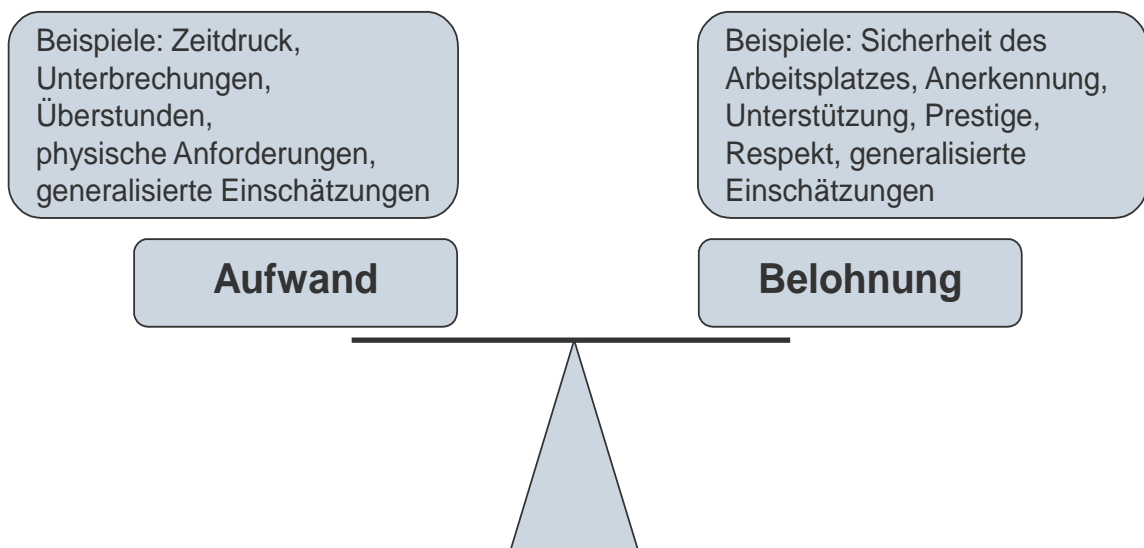 Beispiele: Zeitdruck,
Unterbrechungen,
Überstunden,
physische Anforderungen,
generalisierte Einschätzungen
Beispiele: Sicherheit des
Arbeitsplatzes, Anerkennung,
Unterstützung, Prestige,
Respekt, generalisierte
Einschätzungen
Aufwand
Belohnung